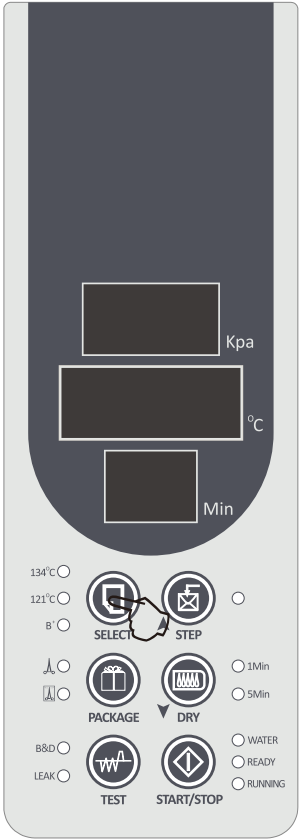 Kpa
°C
Min
134°C
121°C
B+
SELECT
STEP
1Min
5Min
PACKAGE
DRY
B&D
LEAK
WATER
READY
RUNNING
TEST
START/STOP